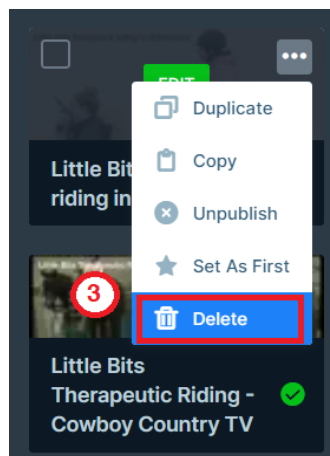 EDIT
Duplicate
Little Bit
Copy
riding in
Unpublish
Set As First
3
Delete
Little Bits
Therapeutic Riding -
Cowboy Country TV